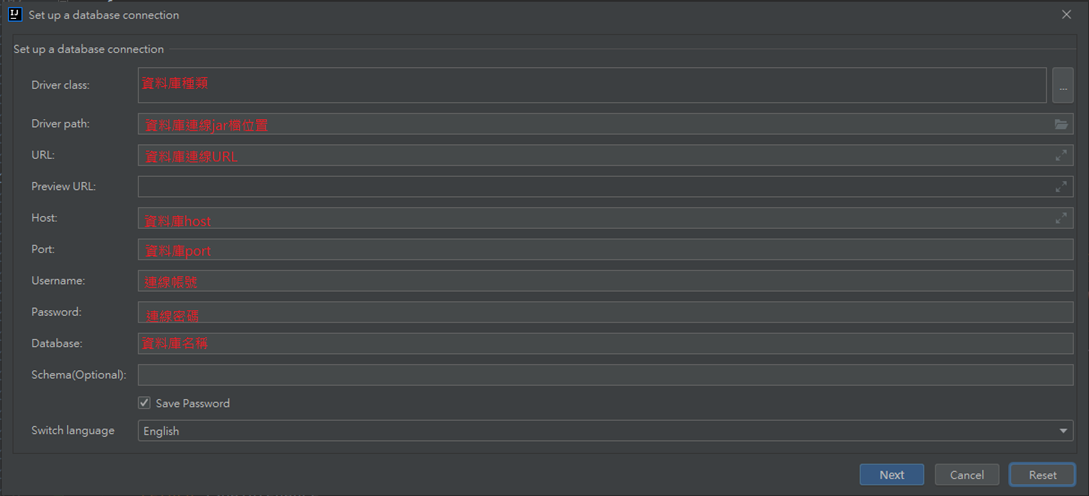 IJ Set up a database connection
Set up a database connection
Driver class: 資料庫種類 ...
Driver path: 資料庫連線jar檔位置
URL: 資料庫連線URL
Preview URL:
Host: 資料庫host
Port: 資料庫port
Username: 連線帳號
Password: 連線密碼
Database: 資料庫名稱
Schema(Optional):
Save Password
Switch language English
Next Cancel Reset